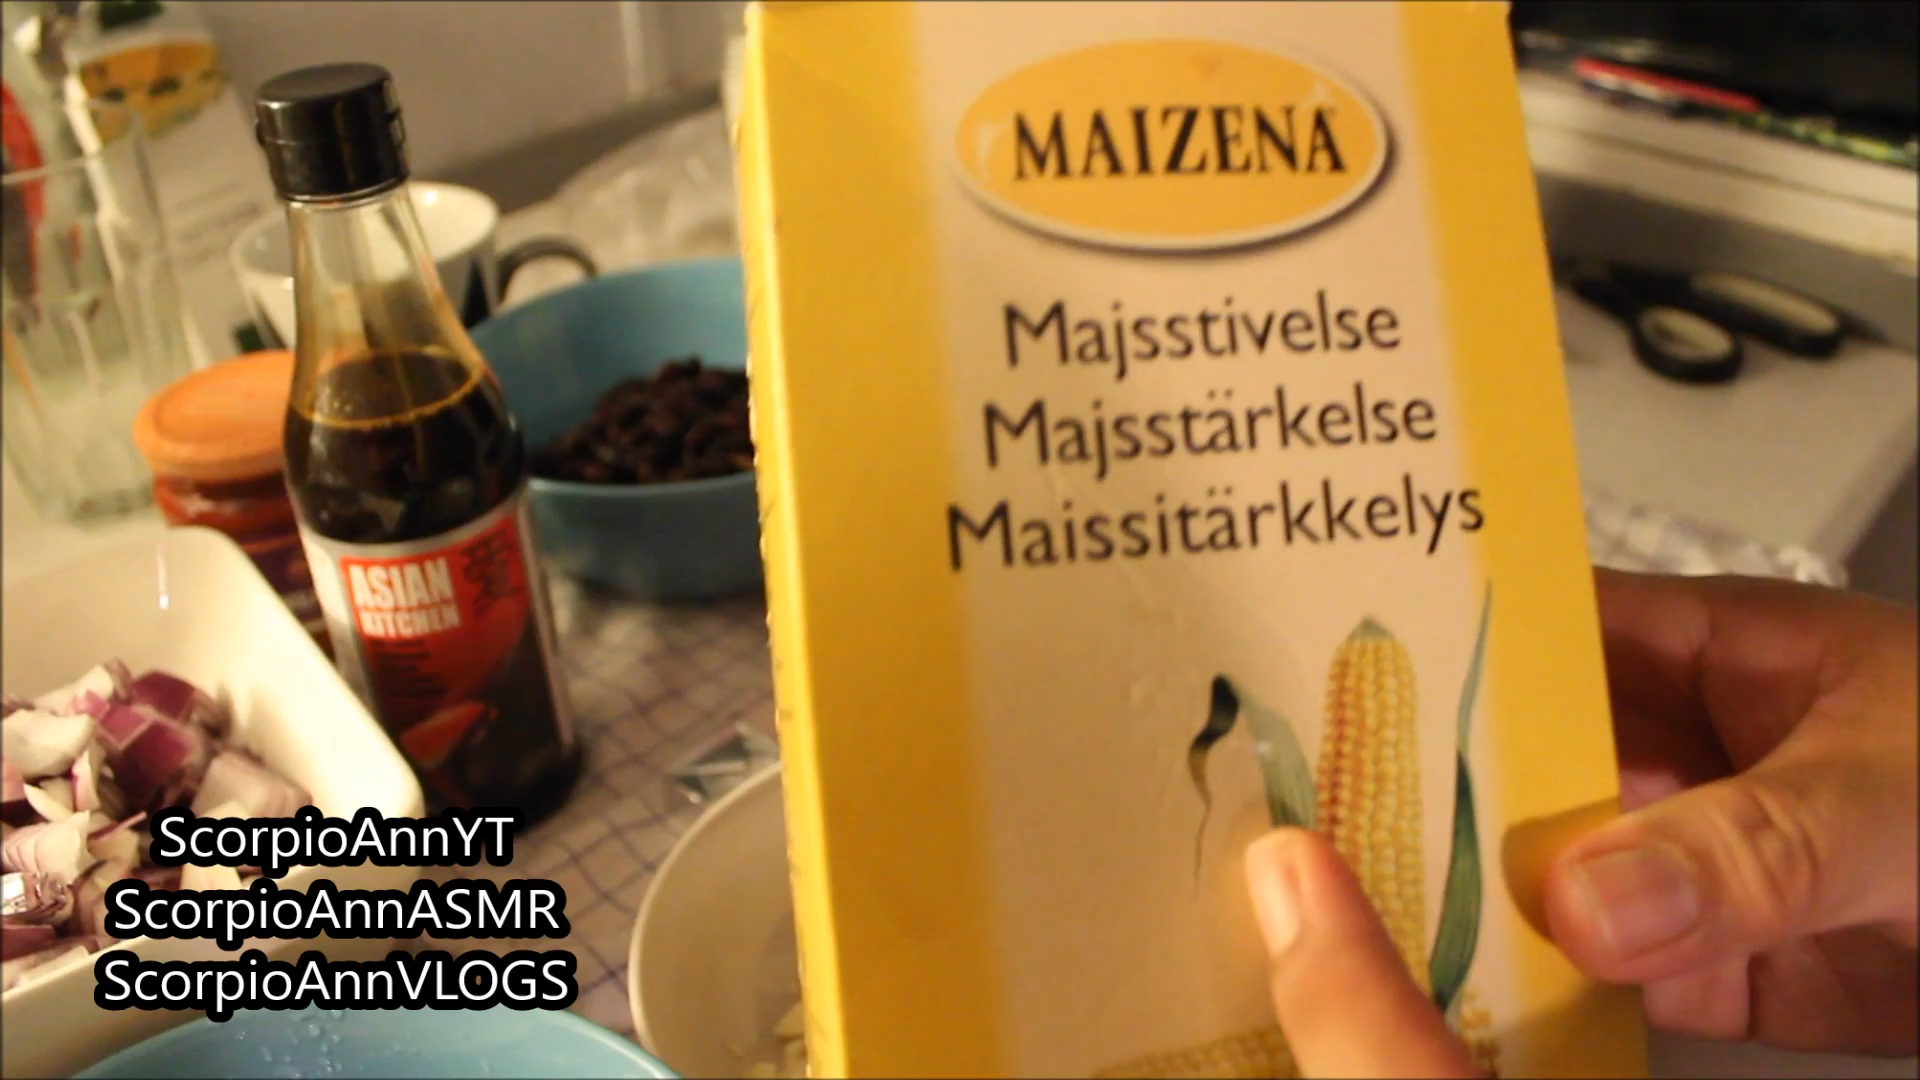 MAIZENA
Majsstivelse
Majsstärkelse
Maissitärkkelys
ASIAN
KITCHEN
ScorpioAnnYT
ScorpioAnnASMR
ScorpioAnnVLOGS